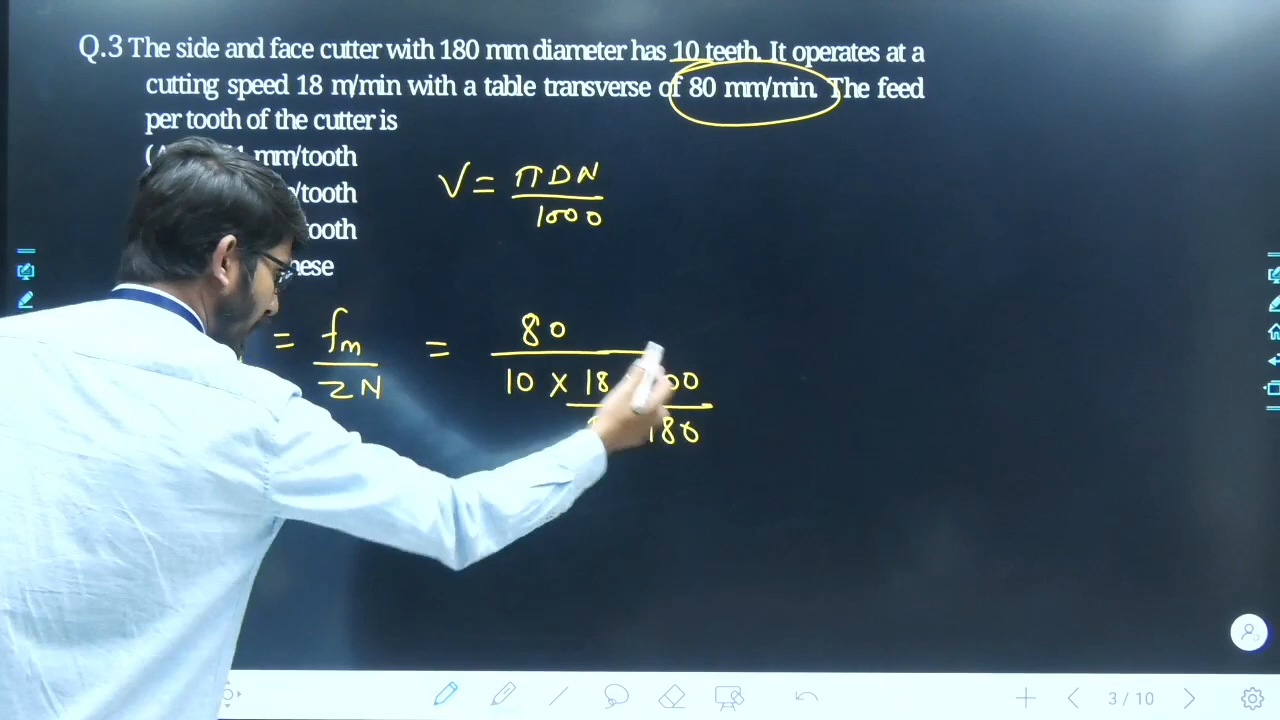 Q.3 The side and face cutter with 180 mm diameter has 10 teeth. It operates at a
cutting speed 18 m/min with a table transverse of 80 mm/min. The feed
per tooth of the cutter is
mm/tooth
/tooth
tooth
V = πDN
1000
= fm = 80
ZN 10 × 18 00
180
3 / 10